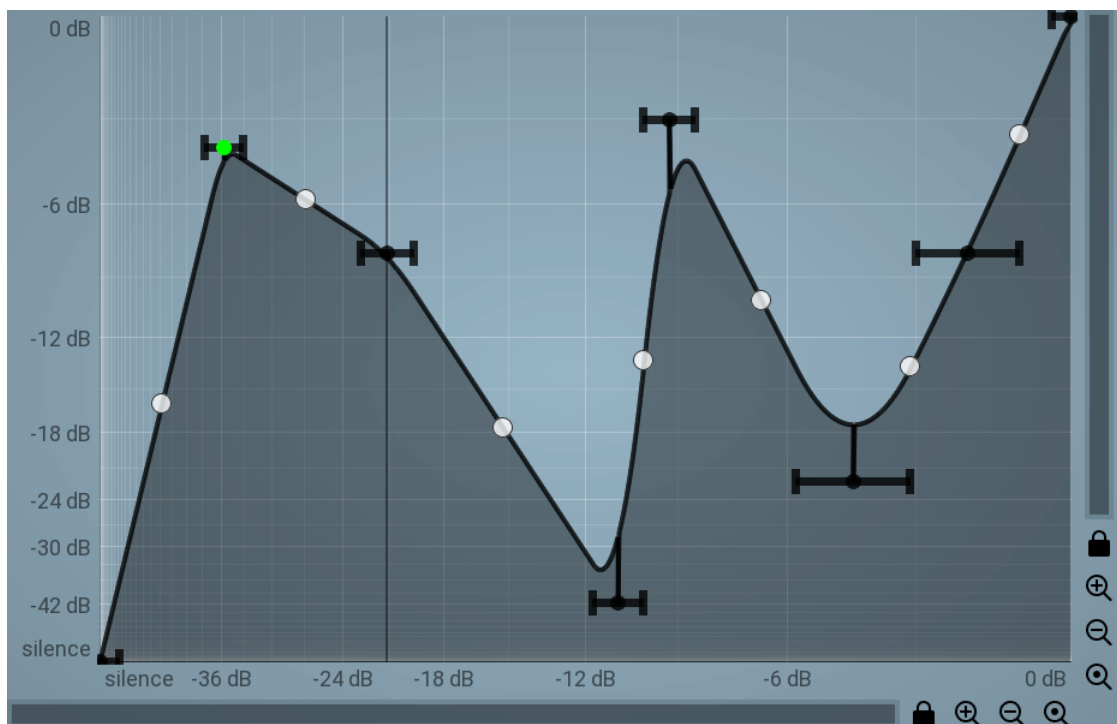 0 dB
-6 dB
-12 dB
-18 dB
-24 dB
-30 dB
-42 dB
silence
silence -36 dB -24 dB -18 dB -12 dB -6 dB 0 dB